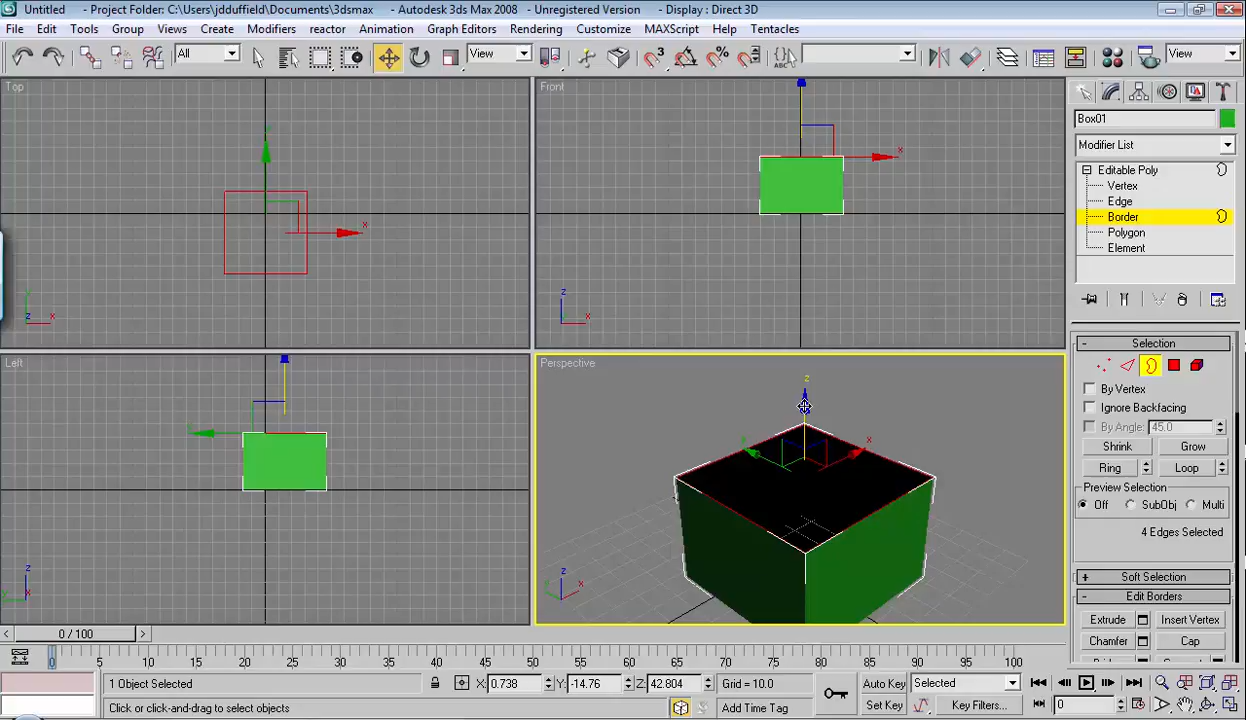 Untitled - Project Folder: C:\Users\jdduffield\Documents\3dsmax - Autodesk 3ds Max 2008 - Unregistered Version - Display : Direct 3D
File Edit Tools Group Views Create Modifiers reactor Animation Graph Editors Rendering Customize MAXScript Help Tentacles
All View 3 % ABC View
Top
y
x
y
z x
Front
x
z
x
Box01
Modifier List
Editable Poly
Vertex
Edge
Border
Polygon
Element
Left
y
z
y
Perspective
z
y
x
z
x
Selection
By Vertex
Ignore Backfacing
By Angle: 45.0
Shrink Grow
Ring Loop
Preview Selection
Off SubObj Multi
4 Edges Selected
Soft Selection
Edit Borders
Extrude Insert Vertex
Chamfer Cap
0 / 100
0 5 10 15 20 25 30 35 40 45 50 55 60 65 70 75 80 85 90 95 100
1 Object Selected X: 0.738 Y: -14.76 Z: 42.804 Grid = 10.0 Auto Key Selected
Click or click-and-drag to select objects Add Time Tag Set Key Key Filters... 0